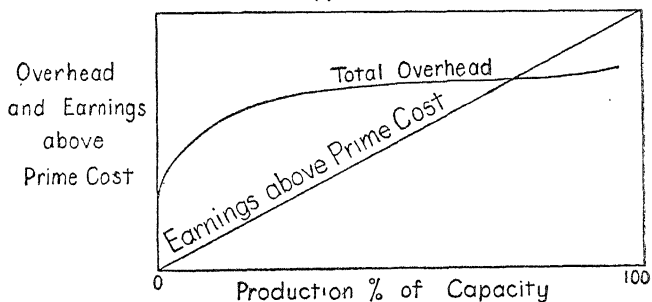 Overhead
and Earnings
above
Prime Cost
Total Overhead
Earnings above Prime Cost
0
100
Production % of Capacity